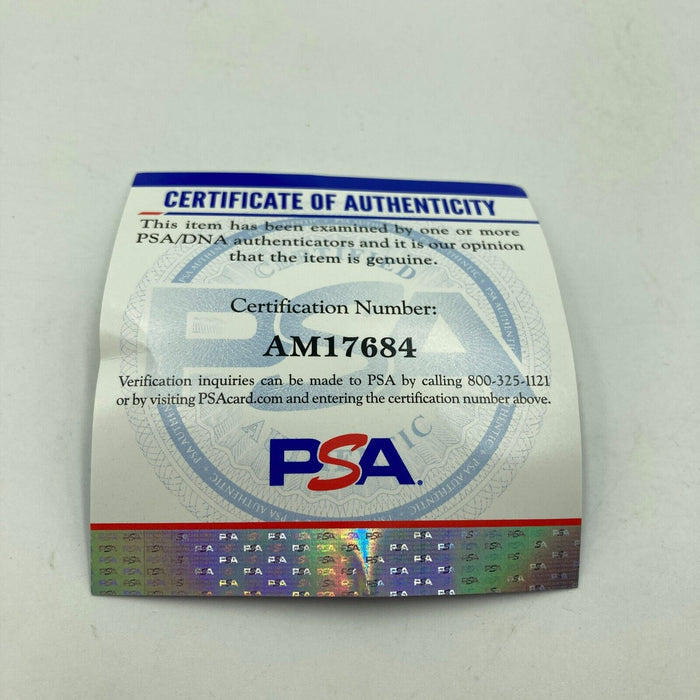 CERTIFICATE OF AUTHENTICITY
This item has been examined by one or more
PSA/DNA authenticators and it is our opinion
that the item is genuine.
CERTIFIED
Certification Number:
AM17684
Verification inquiries can be made to PSA by calling 800-325-1121
or by visiting PSAcard.com and entering the certification number above.
AUTHENTIC
PSA.